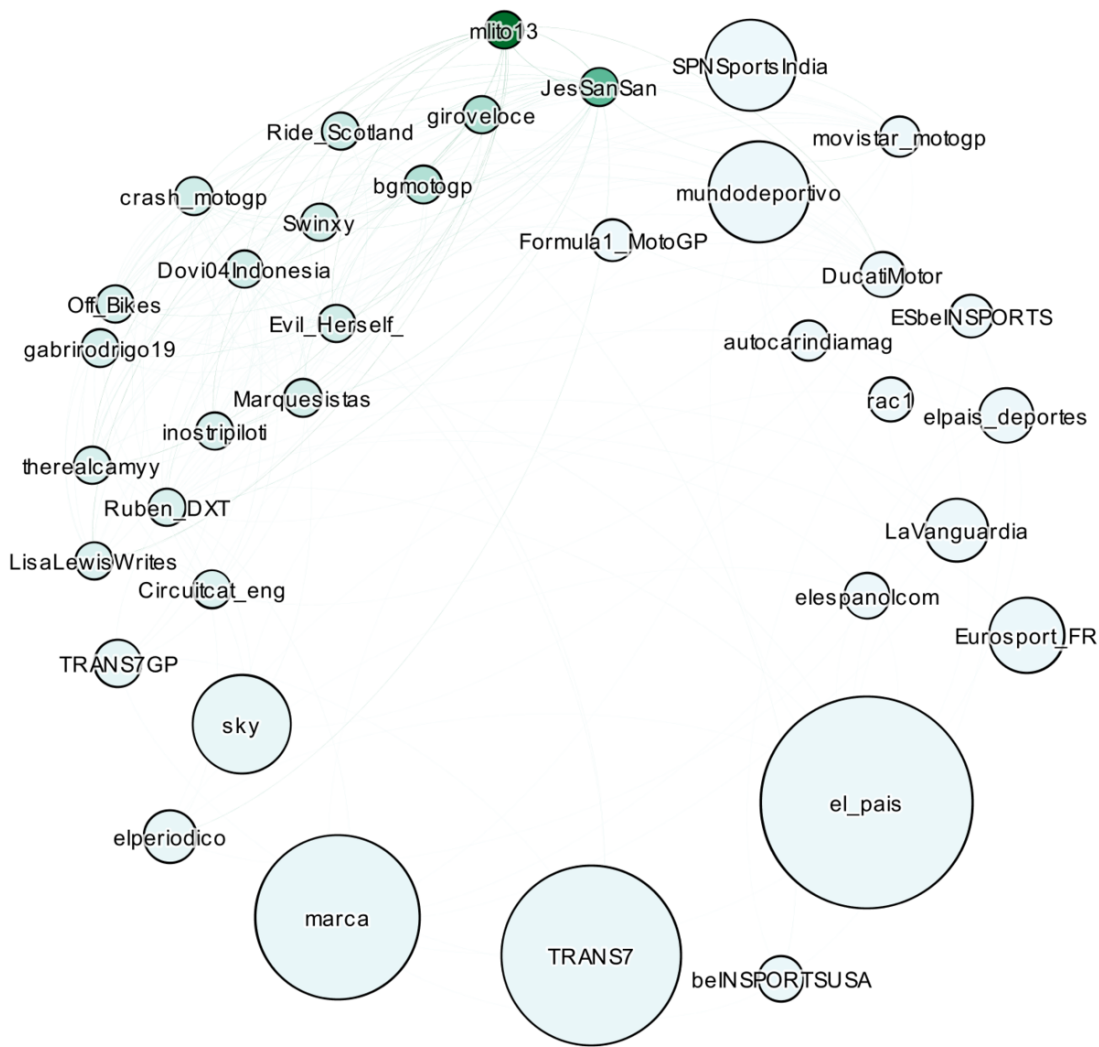 mlito13
SPNSportsIndia
JesSanSan
giroveloce
Ride_Scotland
movistar_motogp
bgmotogp
mundodeportivo
crash_motogp
Swinxy
Formula1_MotoGP
Dovi04Indonesia
DucatiMotor
Off_Bikes
ESbeINSPORTS
Evil_Herself_
autocarindiamag
gabrirodrigo19
Marquesistas
rac1
elpais_deportes
inostripiloti
therealcamyy
Ruben_DXT
LaVanguardia
LisaLewisWrites
Circuitcat_eng
elespanolcom
Eurosport_FR
TRANS7GP
sky
el_pais
elperiodico
marca
TRANS7
beINSPORTSUSA